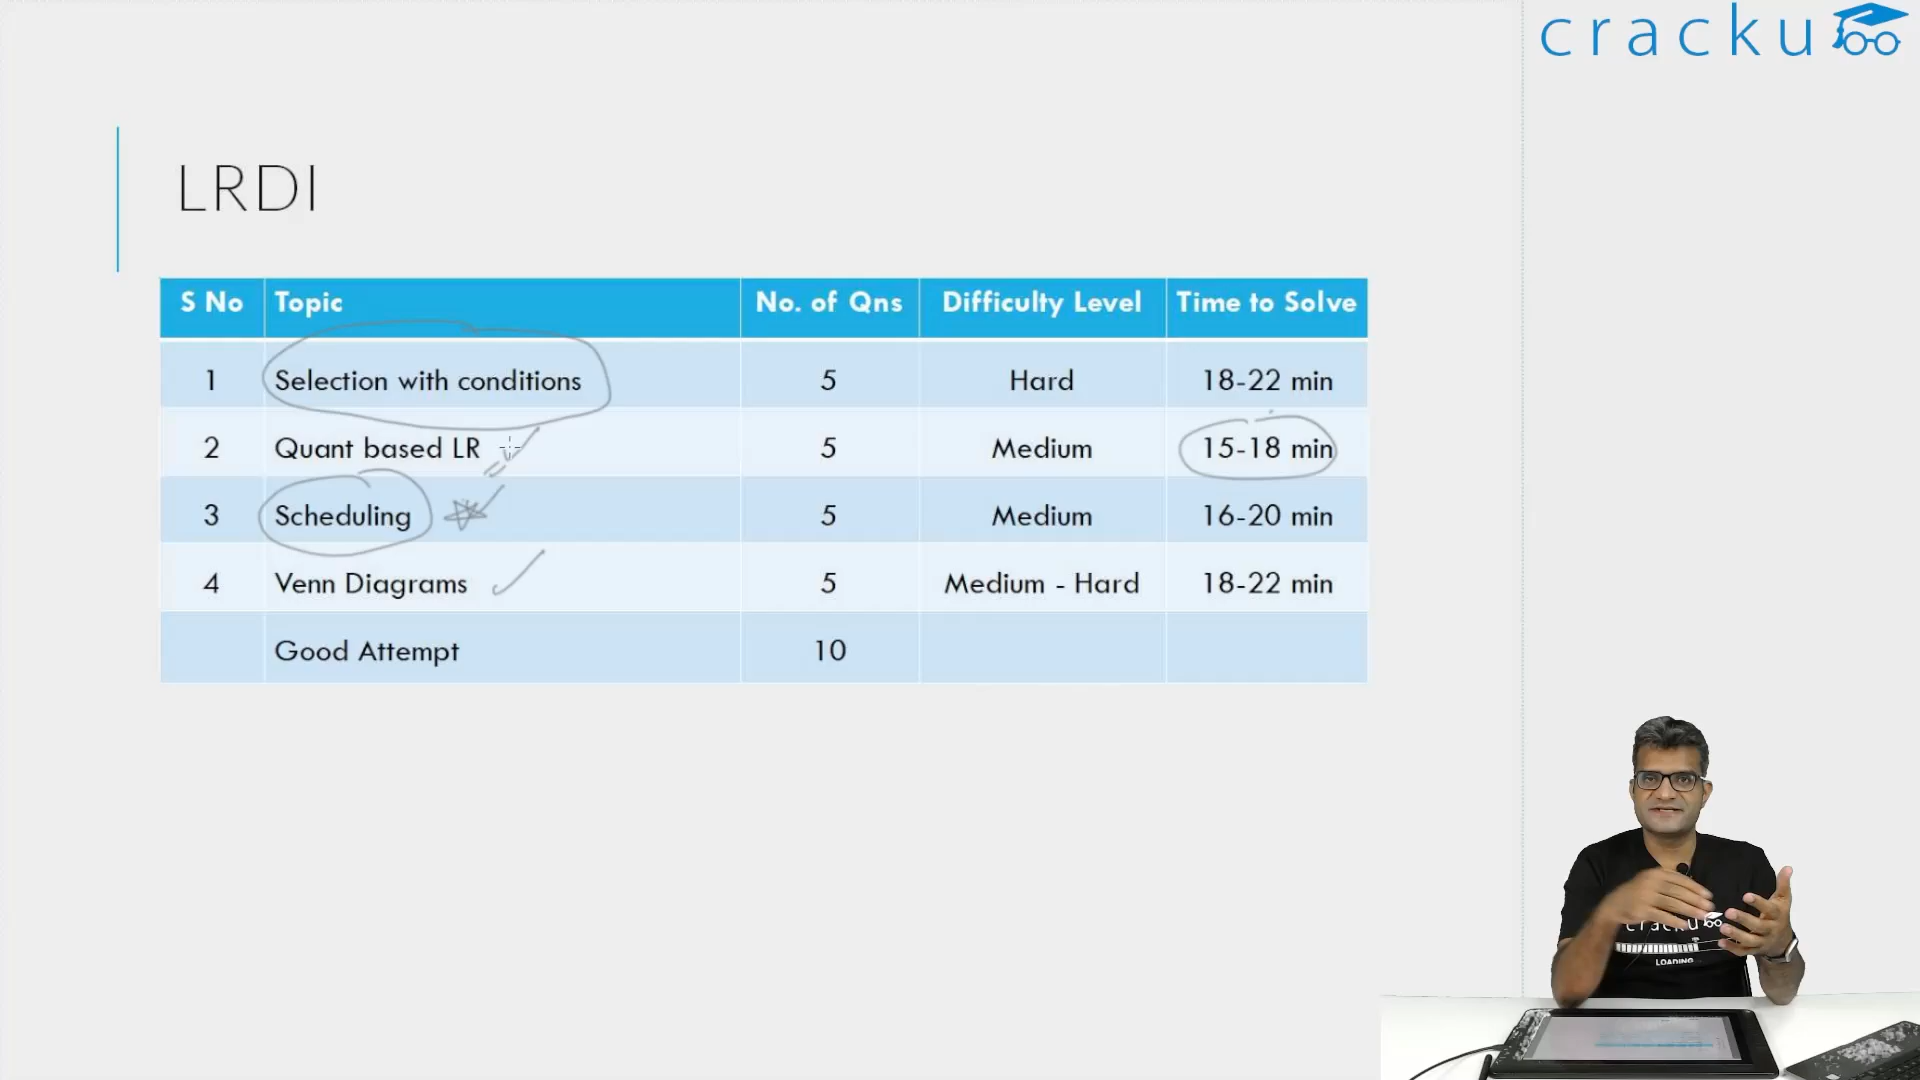 cracku
LRDI
S No Topic No. of Qns Difficulty Level Time to Solve
1 Selection with conditions 5 Hard 18-22 min
2 Quant based LR 5 Medium 15-18 min
3 Scheduling 5 Medium 16-20 min
4 Venn Diagrams 5 Medium - Hard 18-22 min
Good Attempt 10
cracku
LOADING